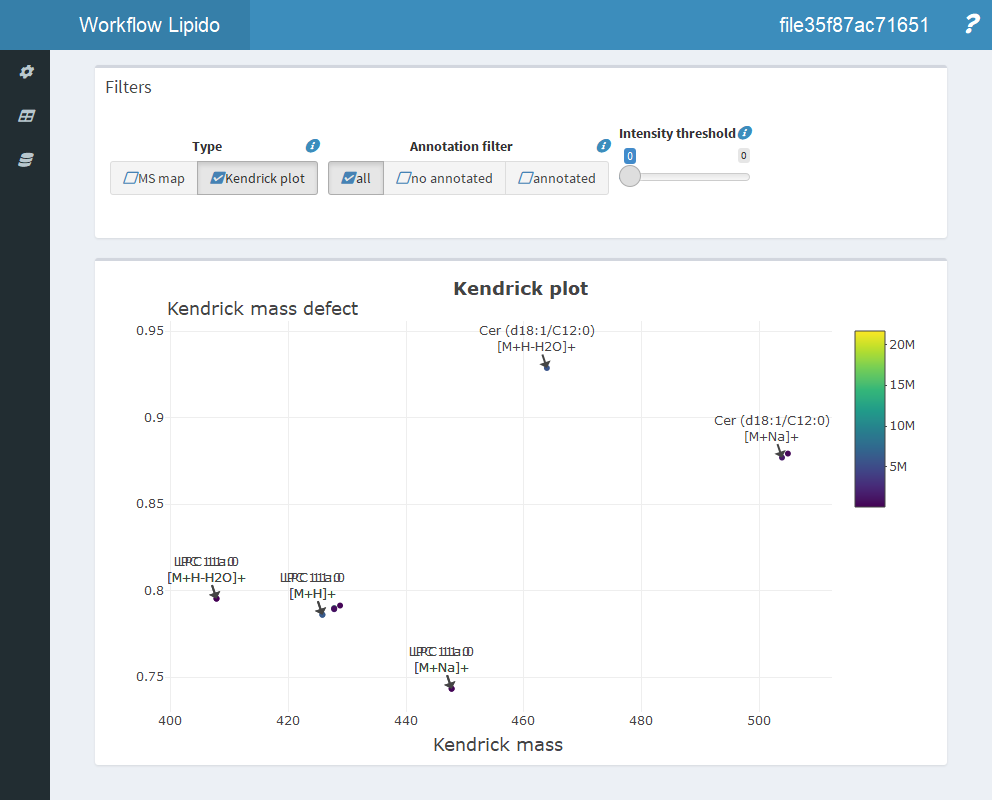 Workflow Lipido
file35f87ac71651
?
Filters
Type
Annotation filter
Intensity threshold
MS map
Kendrick plot
all
no annotated
annotated
0
0
Kendrick plot
Kendrick mass defect
0.95
0.9
0.85
0.8
0.75
Cer (d18:1/C12:0)
[M+H-H2O]+
Cer (d18:1/C12:0)
[M+Na]+
[M+H-H2O]+
[M+H]+
[M+Na]+
20M
15M
10M
5M
400
420
440
460
480
500
Kendrick mass